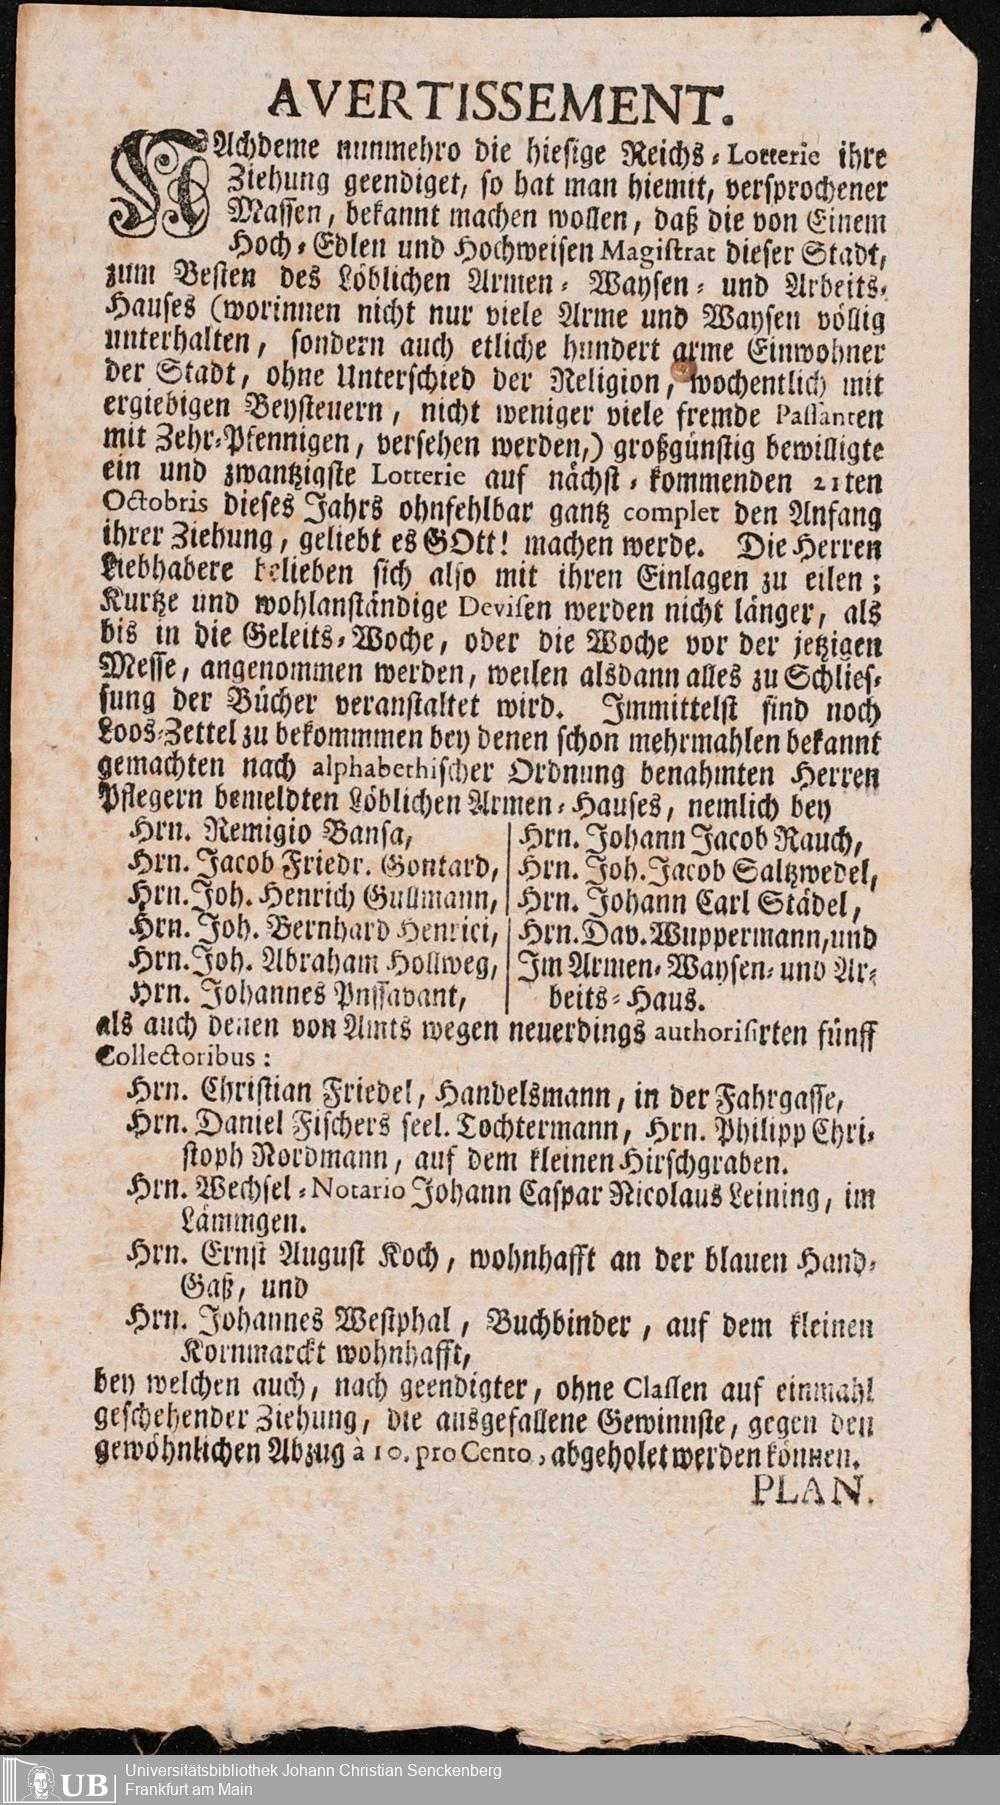 AVERTISSEMENT.
NAchdeme nunmehro die hiesige Reichs-Lotterie ihre
Ziehung geendiget, so hat man hiemit, versprochener
Massen, bekannt machen wollen, daß die von Einem
Hoch-Edlen und Hochweisen Magistrat dieser Stadt,
zum Besten des Löblichen Armen- Waysen- und Arbeits-
Hauses (worinnen nicht nur viele Arme und Waysen völlig
unterhalten, sondern auch etliche hundert arme Einwohner
der Stadt, ohne Unterschied der Religion, wochentlich mit
ergiebigen Beysteuern, nicht weniger viele fremde Passanten
mit Zehr-Pfennigen, versehen werden,) großgünstig bewilligte
ein und zwantzigste Lotterie auf nächst-kommenden 21ten
Octobris dieses Jahrs ohnfehlbar gantz complet den Anfang
ihrer Ziehung, geliebt es GOtt! machen werde. Die Herren
Liebhabere belieben sich also mit ihren Einlagen zu eilen;
Kurtze und wohlanständige Devisen werden nicht länger, als
bis in die Geleits-Woche, oder die Woche vor der jetzigen
Messe, angenommen werden, weilen alsdann alles zu Schlies-
sung der Bücher veranstaltet wird. Immittelst sind noch
Loos-Zettel zu bekommmen bey denen schon mehrmahlen bekannt
gemachten nach alphabethischer Ordnung benahmten Herren
Pflegern bemeldten Löblichen Armen-Hauses, nemlich bey
Hrn. Remigio Bansa,
Hrn. Jacob Friedr. Gontard,
Hrn. Joh. Henrich Gullmann,
Hrn. Joh. Bernhard Henrici,
Hrn. Joh. Abraham Hollweg,
Hrn. Johannes Passavant,
Hrn. Johann Jacob Rauch,
Hrn. Joh. Jacob Saltzwedel,
Hrn. Johann Carl Städel,
Hrn. Dav. Wuppermann, und
Im Armen- Waysen- und Ar-
beits-Haus.
als auch denen von Amts wegen neuerdings authorisirten fünff
Collectoribus:
Hrn. Christian Friedel, Handelsmann, in der Fahrgasse,
Hrn. Daniel Fischers seel. Tochtermann, Hrn. Philipp Chri-
stoph Nordmann, auf dem kleinen Hirschgraben.
Hrn. Wechsel-Notario Johann Caspar Nicolaus Leining, im
Lämmgen.
Hrn. Ernst August Koch, wohnhafft an der blauen Hand-
Gaß, und
Hrn. Johannes Westphal, Buchbinder, auf dem kleinen
Kornmarckt wohnhafft,
bey welchen auch, nach geendigter, ohne Classen auf einmahl
geschehender Ziehung, die ausgefallene Gewinnste, gegen den
gewöhnlichen Abzug à 10. pro Cento, abgeholet werden können.
PLAN.
UB
Universitätsbibliothek Johann Christian Senckenberg
Frankfurt am Main